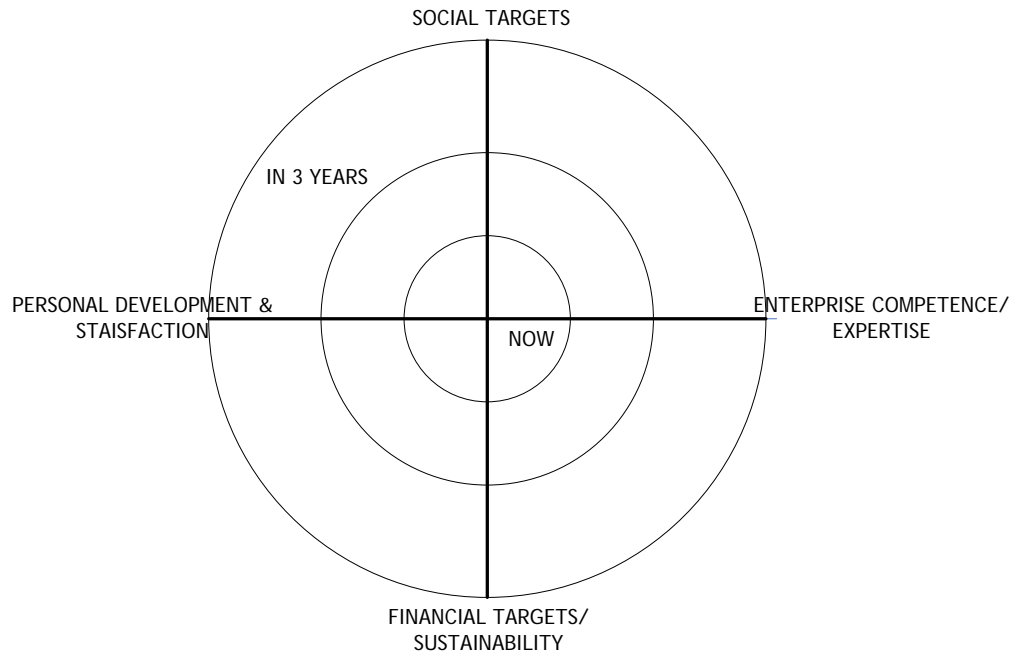 SOCIAL TARGETS
IN 3 YEARS
PERSONAL DEVELOPMENT &
STAISFACTION
ENTERPRISE COMPETENCE/
EXPERTISE
NOW
FINANCIAL TARGETS/
SUSTAINABILITY